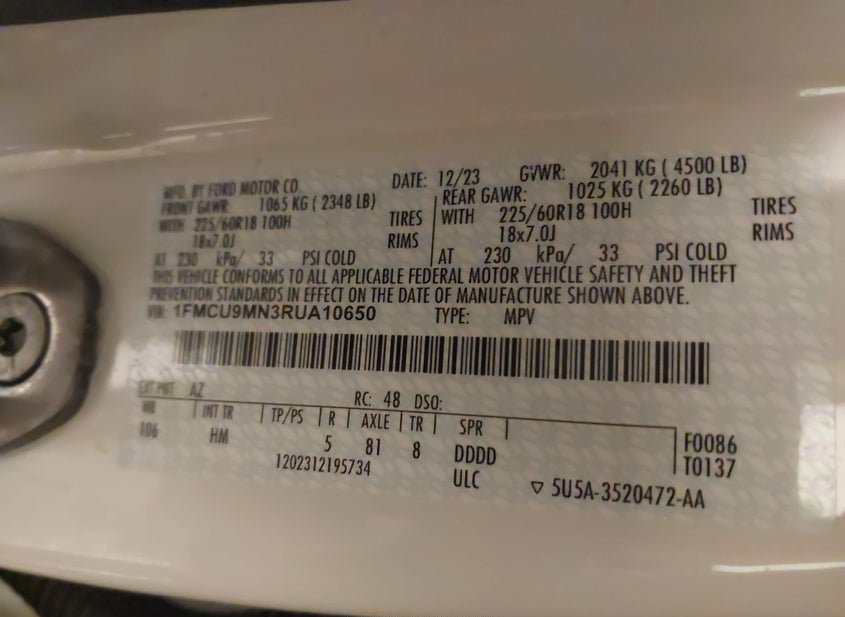 MFD. BY FORD MOTOR CO. DATE: 12/23 GVWR: 2041 KG ( 4500 LB)
FRONT GAWR: 1065 KG ( 2348 LB) REAR GAWR: 1025 KG ( 2260 LB)
WITH 225/60R18 100H TIRES WITH 225/60R18 100H TIRES
18x7.0J RIMS 18x7.0J RIMS
AT 230 kPa/ 33 PSI COLD AT 230 kPa/ 33 PSI COLD
THIS VEHICLE CONFORMS TO ALL APPLICABLE FEDERAL MOTOR VEHICLE SAFETY AND THEFT
PREVENTION STANDARDS IN EFFECT ON THE DATE OF MANUFACTURE SHOWN ABOVE.
VIN: 1FMCU9MN3RUA10650 TYPE: MPV
EXT PNT: AZ RC: 48 DSO:
WB INT TR TP/PS R AXLE TR SPR
106 HM 5 81 8 DDDD F0086
1202312195734 ULC T0137
▽ 5U5A-3520472-AA